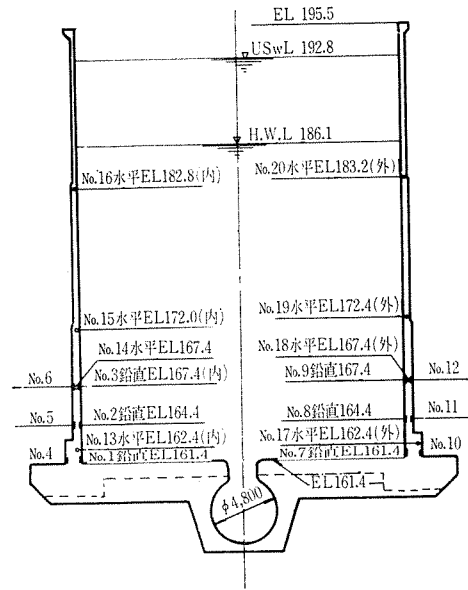 EL 195.5
USwL 192.8
H.W.L 186.1
No.16水平EL182.8(内)
No.20水平EL183.2(外)
No.15水平EL172.0(内)
No.19水平EL172.4(外)
No.14水平EL167.4
No.18水平EL167.4(外)
No.6
No.3鉛直EL167.4(内)
No.9鉛直167.4
No.12
No.5
No.2鉛直EL164.4
No.8鉛直164.4
No.11
No.13水平EL162.4(内)
No.17水平EL162.4(外)
No.4
No.1鉛直EL161.4
No.7鉛直EL161.4
No.10
EL161.4
φ4,800